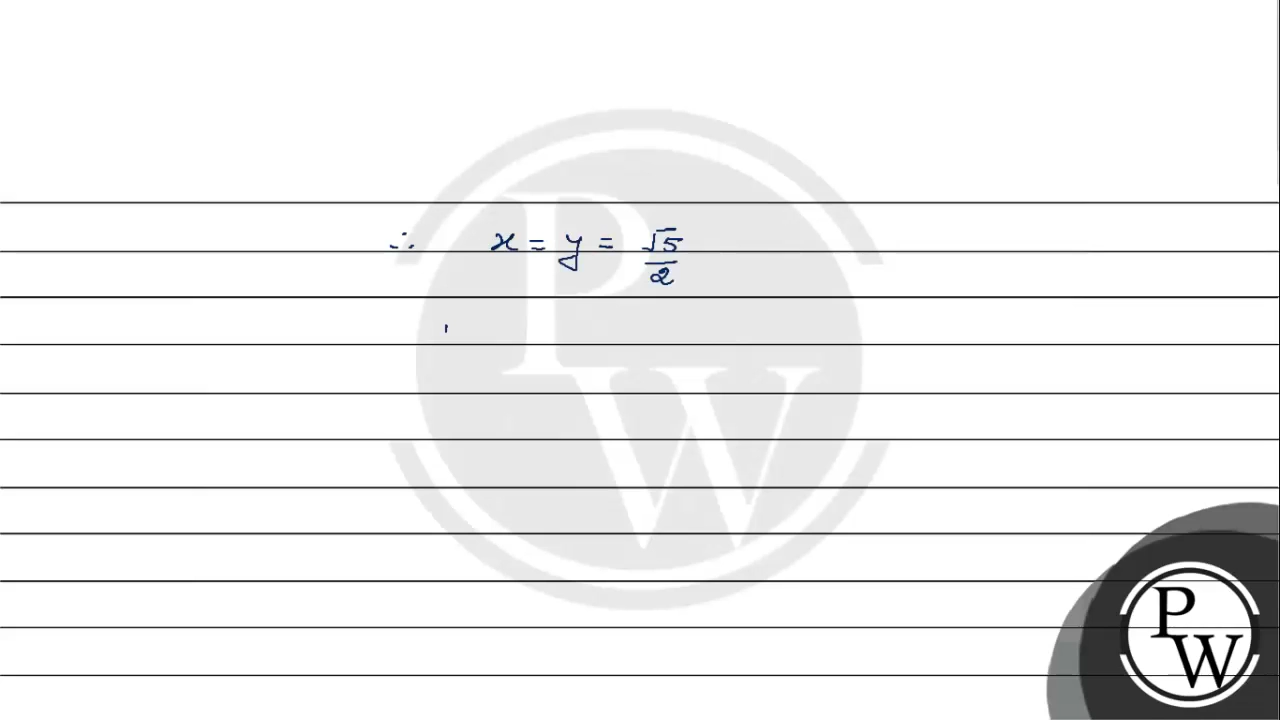 ∴ x = y = √5/2
P
W
P
W